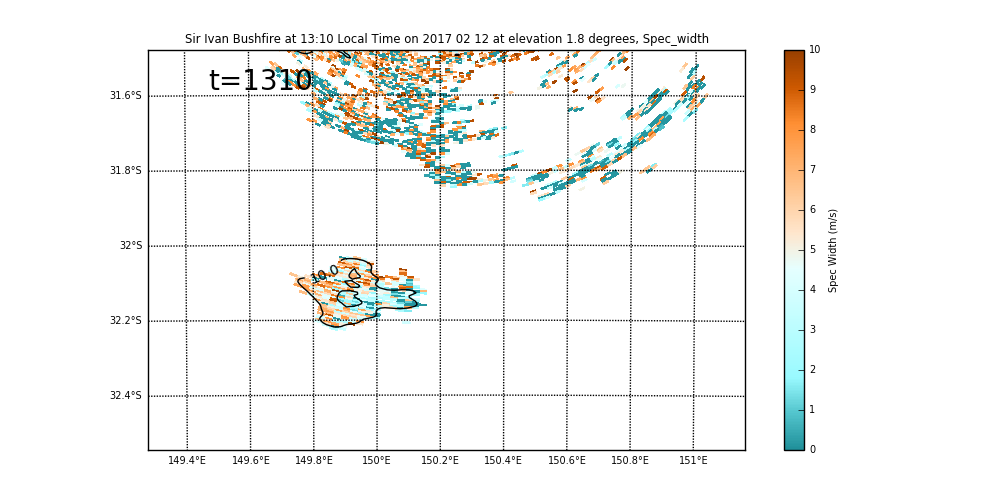 Sir Ivan Bushfire at 13:10 Local Time on 2017 02 12 at elevation 1.8 degrees, Spec_width
t=1310
31.6°S
31.8°S
32°S
32.2°S
32.4°S
10.0
149.4°E 149.6°E 149.8°E 150°E 150.2°E 150.4°E 150.6°E 150.8°E 151°E
10
9
8
7
6
5
4
3
2
1
0
Spec Width (m/s)